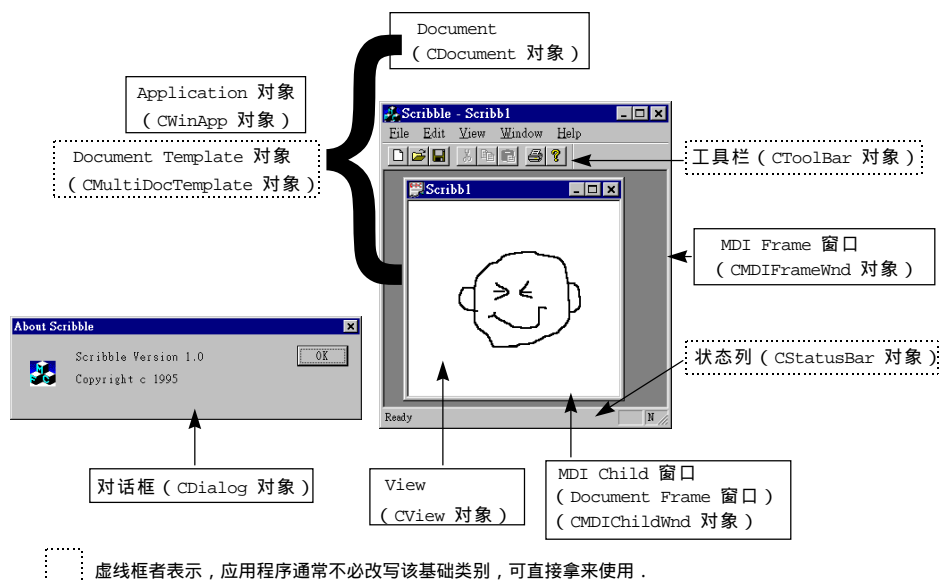 Document
（CDocument 对象）
Application 对象
（CWinApp 对象）
Document Template 对象
（CMultiDocTemplate 对象）
Scribble - Scribb1
File Edit View Window Help
工具栏（CToolBar 对象）
Scribb1
MDI Frame 窗口
（CMDIFrameWnd 对象）
About Scribble
Scribble Version 1.0
OK
Copyright c 1995
状态列（CStatusBar 对象）
Ready
N
对话框（CDialog 对象）
View
（CView 对象）
MDI Child 窗口
（Document Frame 窗口）
（CMDIChildWnd 对象）
虚线框者表示，应用程序通常不必改写该基础类别，可直接拿来使用．